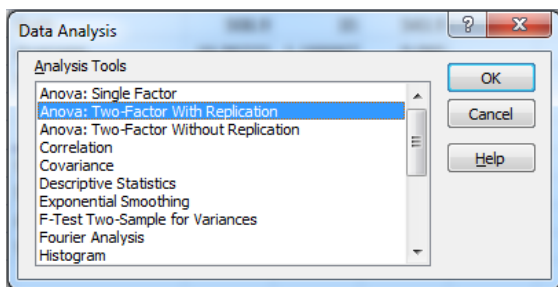 Data Analysis
?
X
Analysis Tools
Anova: Single Factor
Anova: Two-Factor With Replication
Anova: Two-Factor Without Replication
Correlation
Covariance
Descriptive Statistics
Exponential Smoothing
F-Test Two-Sample for Variances
Fourier Analysis
Histogram
OK
Cancel
Help